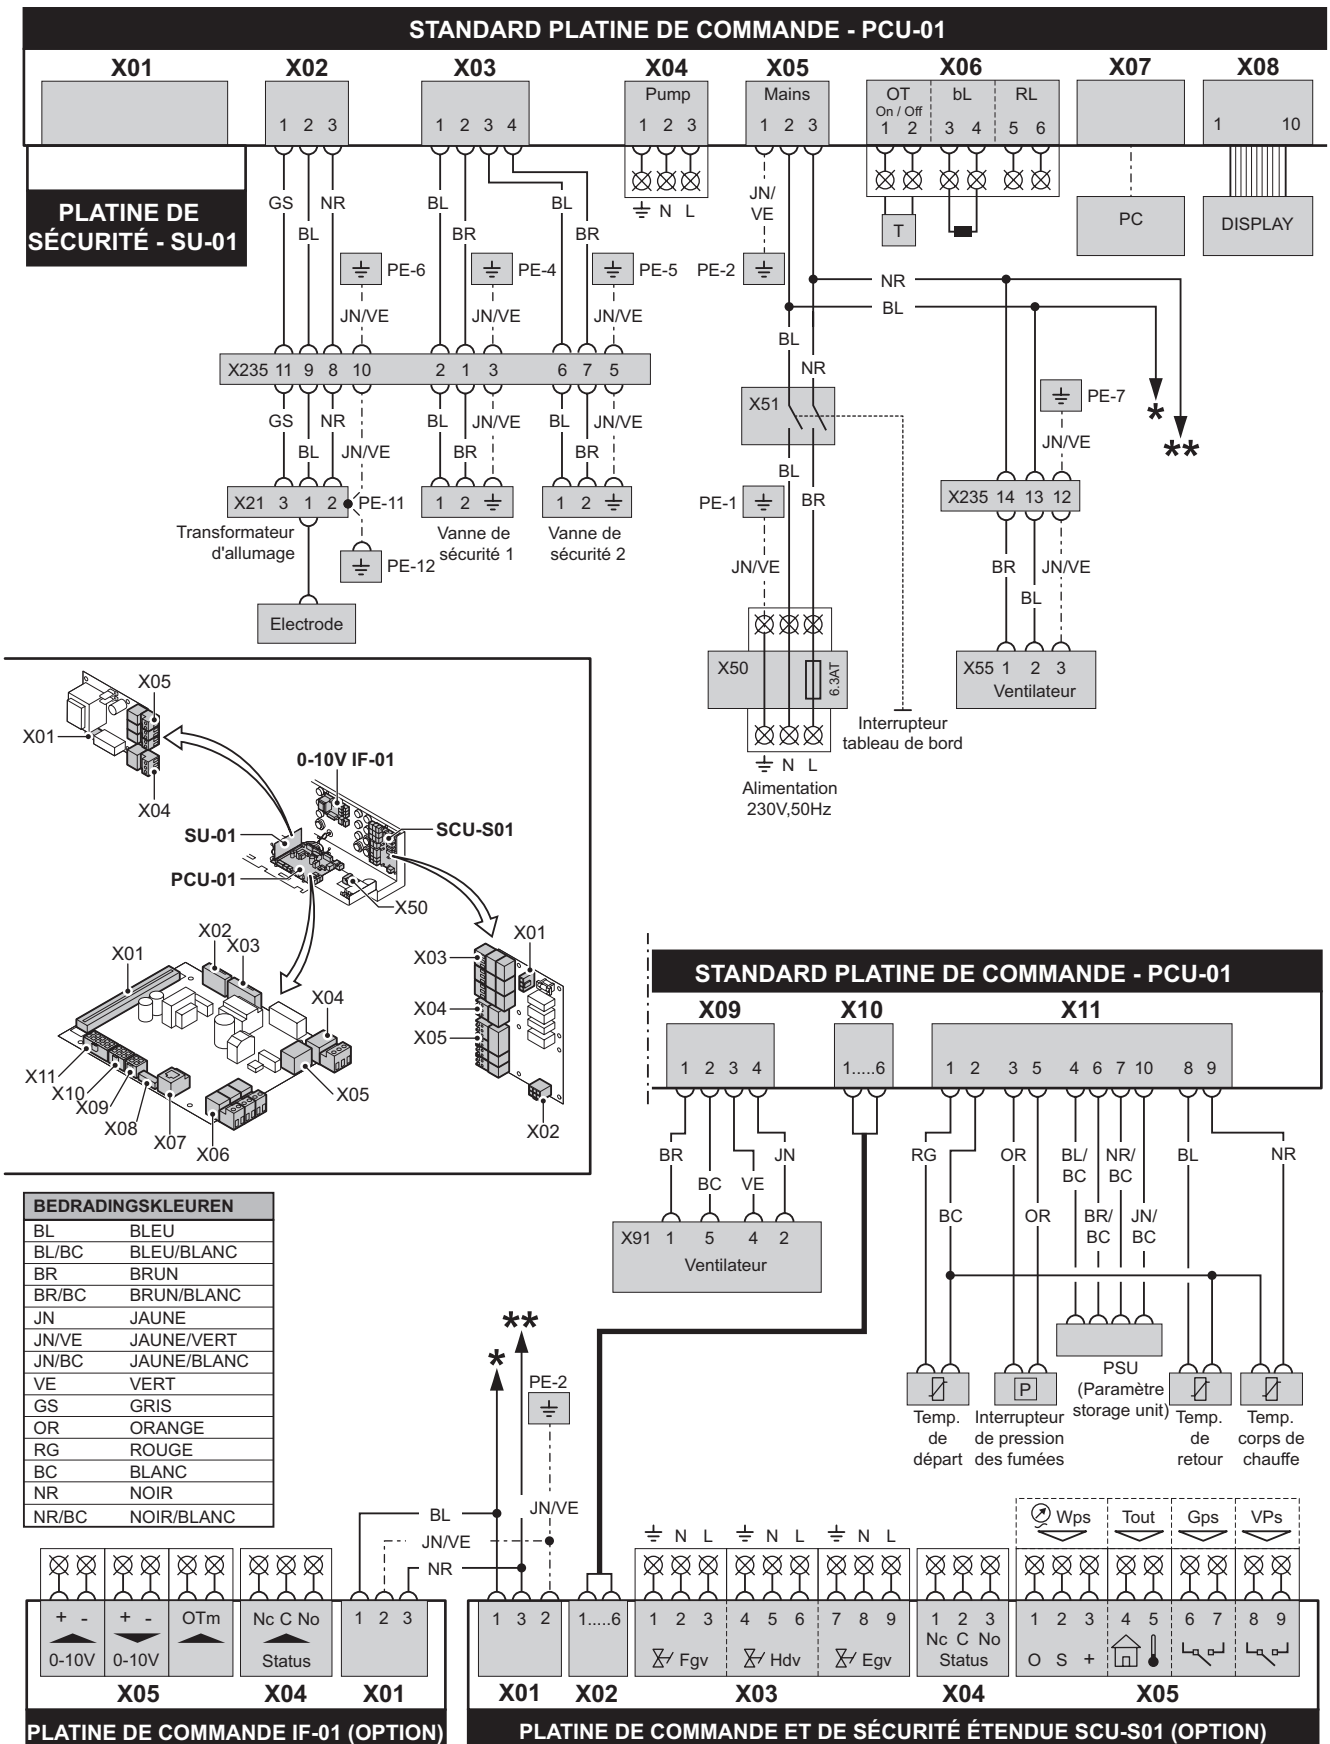 STANDARD PLATINE DE COMMANDE - PCU-01
X01 X02 X03 X04 X05 X06 X07 X08
Pump Mains OT bL RL
On / Off
1 2 3 1 2 3 4 1 2 3 1 2 3 1 2 3 4 5 6 1 10
PLATINE DE
SÉCURITÉ - SU-01
GS NR BL BL JN/
VE
BL BR BR
N L T PC DISPLAY
PE-6 PE-4 PE-5 PE-2
NR
BL
JN/VE JN/VE JN/VE
BL
NR
X235 11 9 8 10 2 1 3 6 7 5
X51
PE-7
*
**
GS NR BL JN/VE BL JN/VE
BL JN/VE BR BR
JN/VE
BL
X21 3 1 2 PE-11 1 2 1 2
PE-1 BR
X235 14 13 12
Transformateur
d'allumage
Vanne de
sécurité 1
Vanne de
sécurité 2
PE-12
JN/VE
BR JN/VE
BL
Electrode
X50 6.3AT
X55 1 2 3
Ventilateur
Interrupteur
tableau de bord
N L
Alimentation
230V,50Hz
X05
X01
X04
0-10V IF-01
SU-01
SCU-S01
PCU-01
X50
X02
X03
X01
X04
X11
X10
X09
X08
X07
X06
X05
X01
X03
X04
X05
X02
STANDARD PLATINE DE COMMANDE - PCU-01
X09 X10 X11
1 2 3 4 1.....6 1 2 3 5 4 6 7 10 8 9
BR JN RG OR BL/
BC
NR/
BC
BL NR
BC VE BC OR BR/
BC
JN/
BC
X91 1 5 4 2
Ventilateur
PSU
(Paramètre
storage unit)
P
Temp.
de
départ
Interrupteur
de pression
des fumées
Temp.
de
retour
Temp.
corps de
chauffe
BEDRADINGSKLEUREN
BL BLEU
BL/BC BLEU/BLANC
BR BRUN
BR/BC BRUN/BLANC
JN JAUNE
JN/VE JAUNE/VERT
JN/BC JAUNE/BLANC
VE VERT
GS GRIS
OR ORANGE
RG ROUGE
BC BLANC
NR NOIR
NR/BC NOIR/BLANC
**
*
PE-2
BL JN/VE
JN/VE
NR
N L N L N L
Wps Tout Gps VPs
+ - + - OTm Nc C No 1 2 3
0-10V 0-10V Status
X05 X04 X01
PLATINE DE COMMANDE IF-01 (OPTION)
1 3 2 1.....6 1 2 3 4 5 6 7 8 9 1 2 3 1 2 3 4 5 6 7 8 9
Nc C No
Fgv Hdv Egv Status O S +
X01 X02 X03 X04 X05
PLATINE DE COMMANDE ET DE SÉCURITÉ ÉTENDUE SCU-S01 (OPTION)